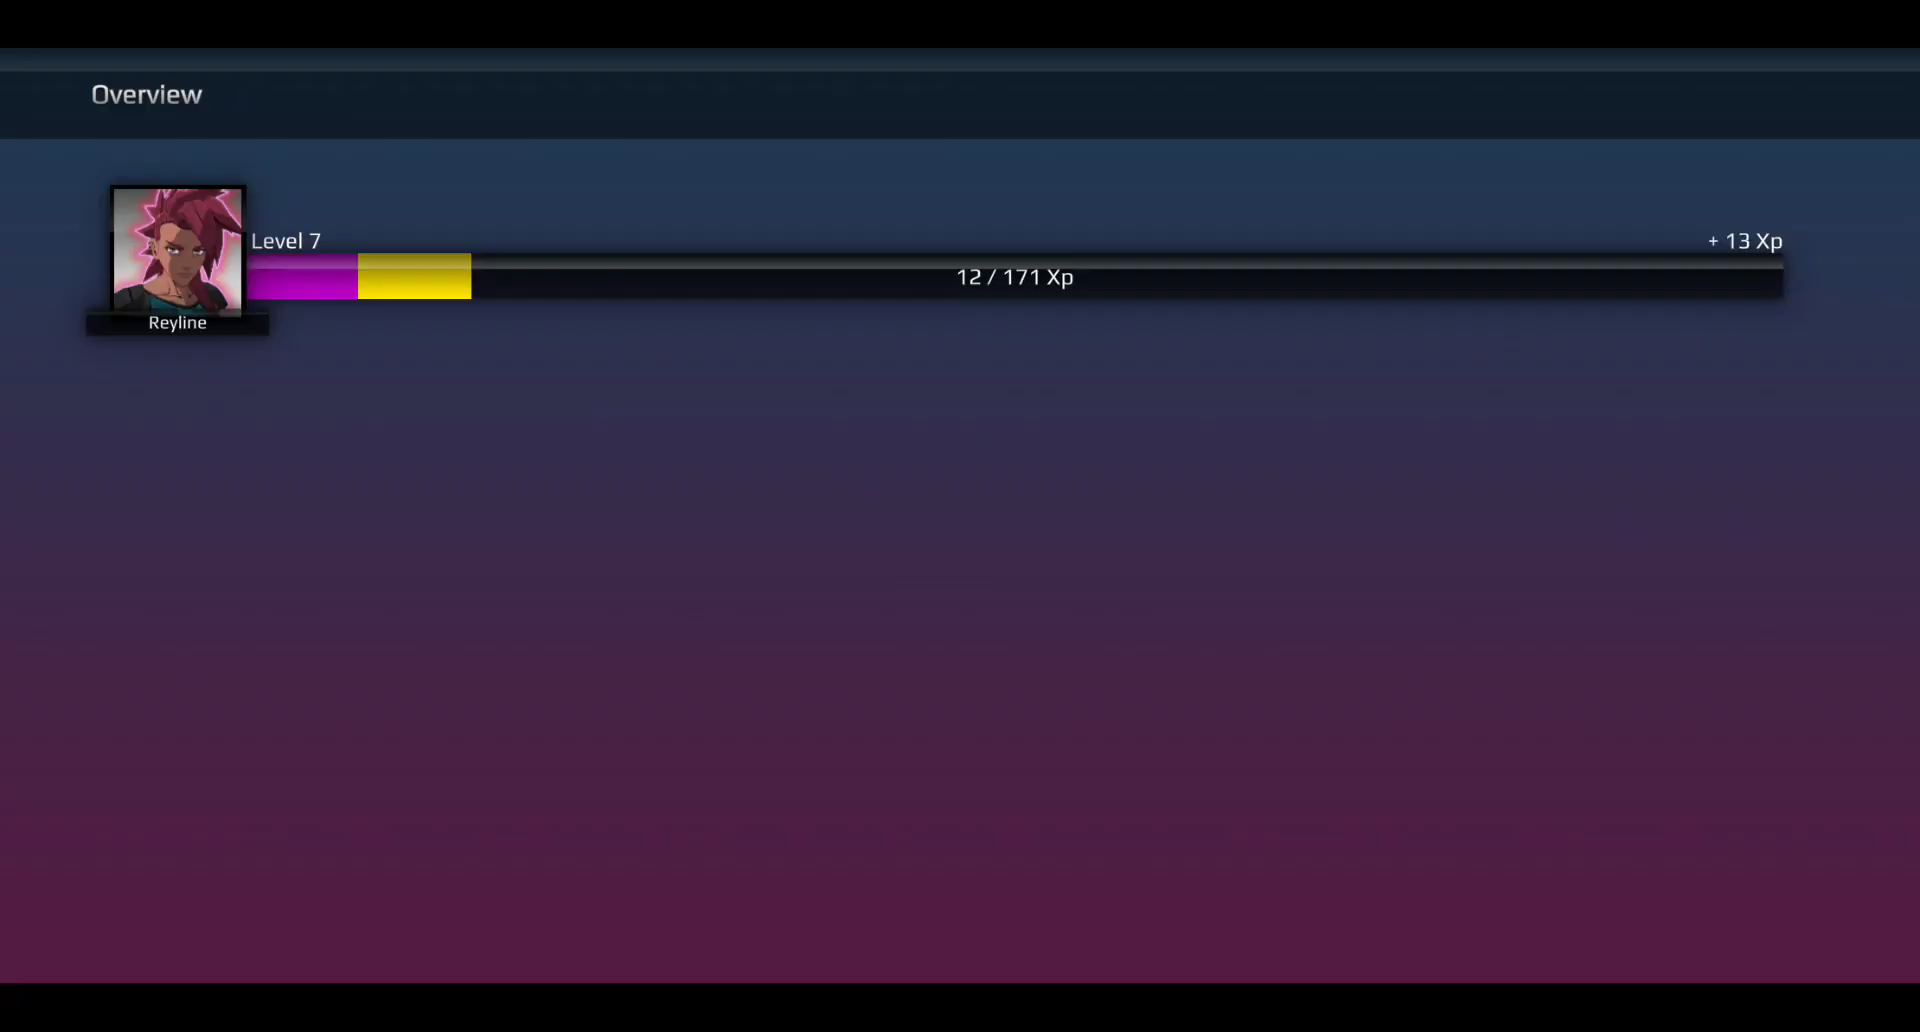 Overview
Level 7
+ 13 Xp
12 / 171 Xp
Reyline